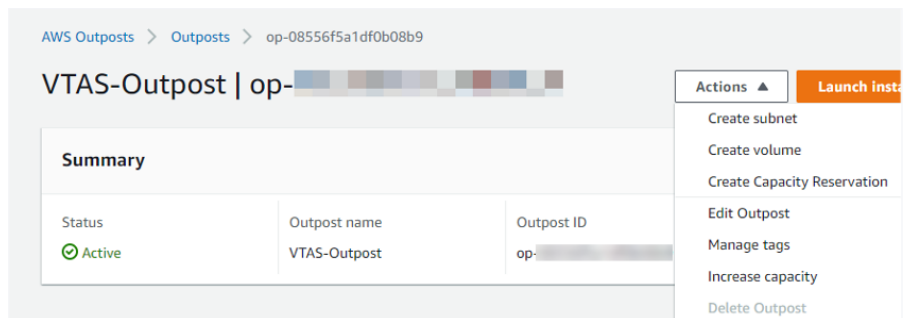 AWS Outposts > Outposts > op-08556f5a1df0b08b9
VTAS-Outpost | op-
Actions ▲
Launch insta
Create subnet
Create volume
Create Capacity Reservation
Edit Outpost
Manage tags
Increase capacity
Delete Outpost
Summary
Status
Active
Outpost name
VTAS-Outpost
Outpost ID
op-